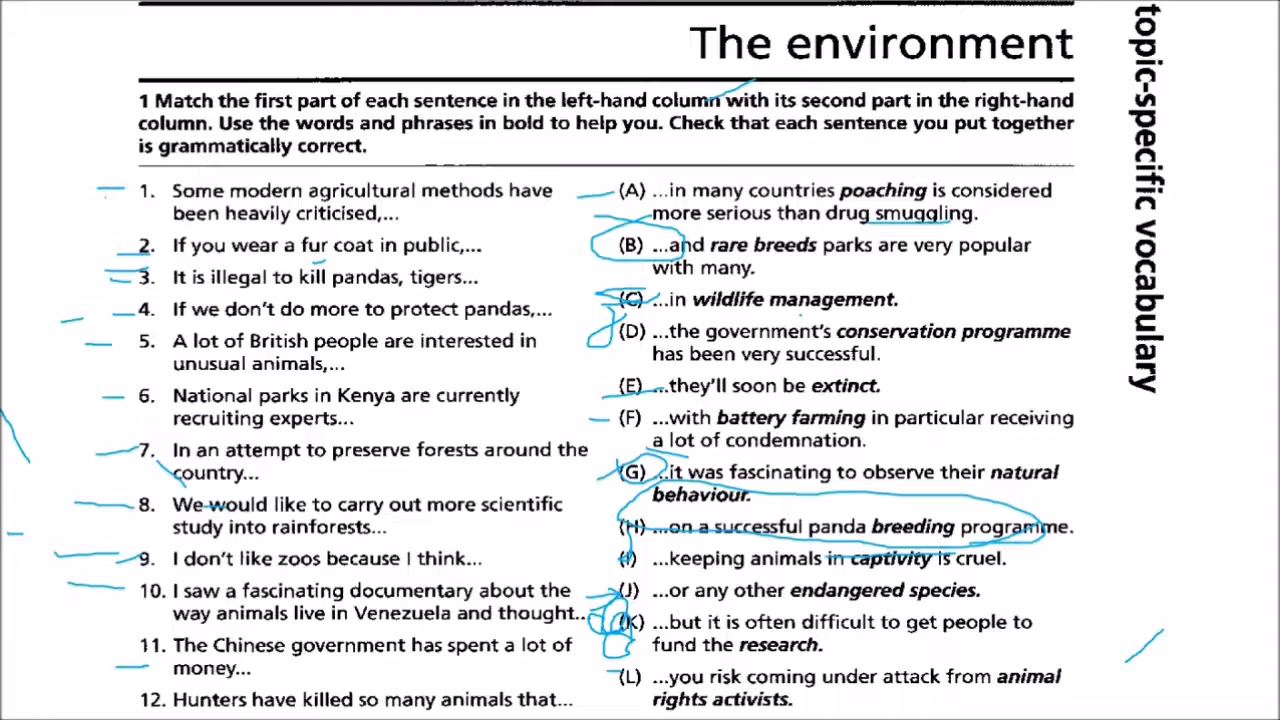 The environment
topic-specific vocabulary
1 Match the first part of each sentence in the left-hand column with its second part in the right-hand
column. Use the words and phrases in bold to help you. Check that each sentence you put together
is grammatically correct.
1. Some modern agricultural methods have
been heavily criticised,...
2. If you wear a fur coat in public,...
3. It is illegal to kill pandas, tigers...
4. If we don't do more to protect pandas,...
5. A lot of British people are interested in
unusual animals,...
6. National parks in Kenya are currently
recruiting experts...
7. In an attempt to preserve forests around the
country...
8. We would like to carry out more scientific
study into rainforests...
9. I don't like zoos because I think...
10. I saw a fascinating documentary about the
way animals live in Venezuela and thought...
11. The Chinese government has spent a lot of
money...
12. Hunters have killed so many animals that...
(A) ...in many countries poaching is considered
more serious than drug smuggling.
(B) ...and rare breeds parks are very popular
with many.
(C) ...in wildlife management.
(D) ...the government's conservation programme
has been very successful.
(E) ...they'll soon be extinct.
(F) ...with battery farming in particular receiving
a lot of condemnation.
(G) ...it was fascinating to observe their natural
behaviour.
(H) ...on a successful panda breeding programme.
(I) ...keeping animals in captivity is cruel.
(J) ...or any other endangered species.
(K) ...but it is often difficult to get people to
fund the research.
(L) ...you risk coming under attack from animal
rights activists.